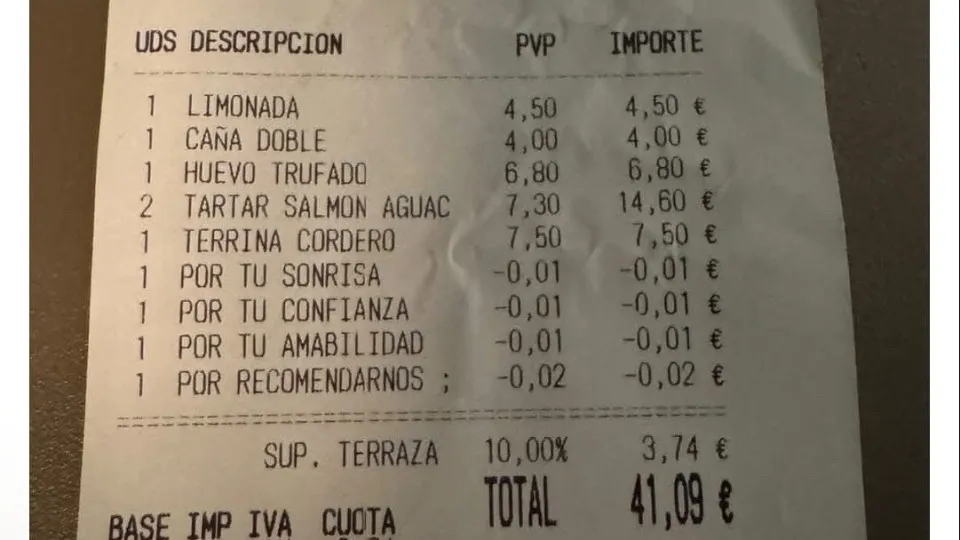 UDS DESCRIPCION PVP IMPORTE
1 LIMONADA 4,50 4,50 €
1 CAÑA DOBLE 4,00 4,00 €
1 HUEVO TRUFADO 6,80 6,80 €
2 TARTAR SALMON AGUAC 7,30 14,60 €
1 TERRINA CORDERO 7,50 7,50 €
1 POR TU SONRISA -0,01 -0,01 €
1 POR TU CONFIANZA -0,01 -0,01 €
1 POR TU AMABILIDAD -0,01 -0,01 €
1 POR RECOMENDARNOS ; -0,02 -0,02 €
SUP. TERRAZA 10,00% 3,74 €
TOTAL 41,09 €
BASE IMP IVA CUOTA